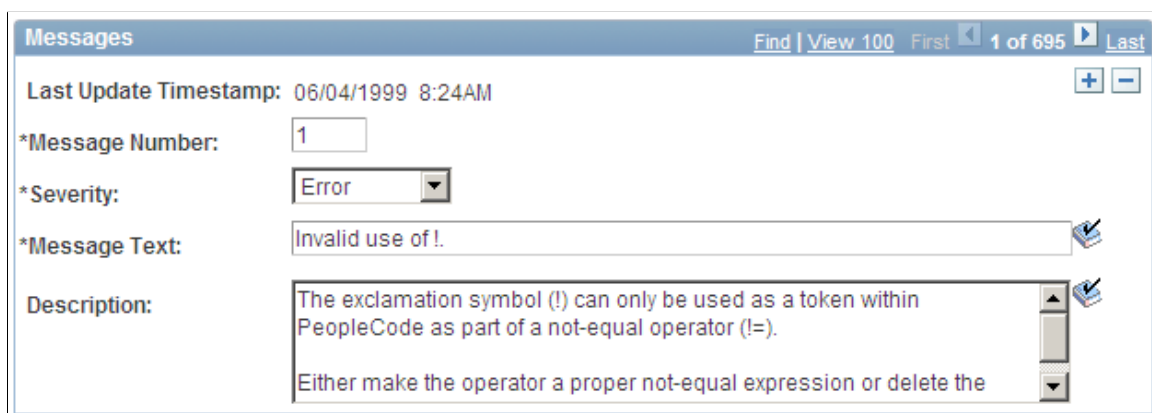 Messages Find | View 100 First 1 of 695 Last
Last Update Timestamp: 06/04/1999 8:24AM
*Message Number: 1
*Severity: Error
*Message Text: Invalid use of !.
Description: The exclamation symbol (!) can only be used as a token within
PeopleCode as part of a not-equal operator (!=).
Either make the operator a proper not-equal expression or delete the